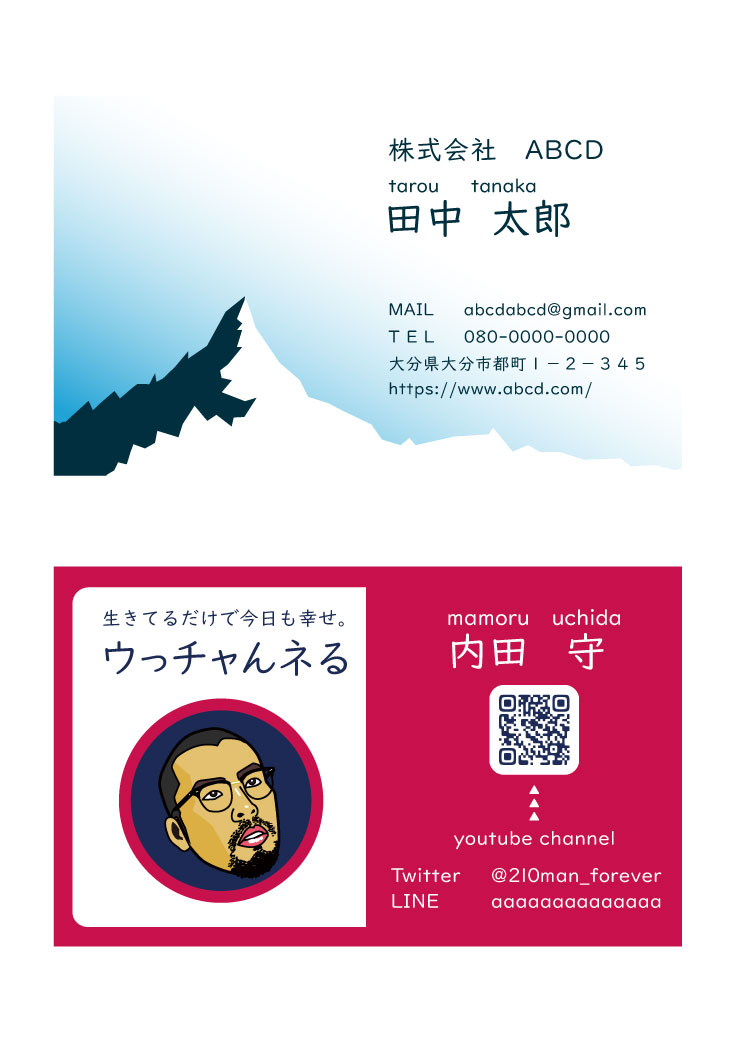 株式会社　ABCD
tarou　tanaka
田中　太郎
MAIL　abcdabcd@gmail.com
ＴＥＬ　080-0000-0000
大分県大分市都町１－２－３４５
https://www.abcd.com/
生きてるだけで今日も幸せ。
ウっチャんネる
mamoru　uchida
内田　守
youtube channel
Twitter　@210man_forever
LINE　aaaaaaaaaaaaaa